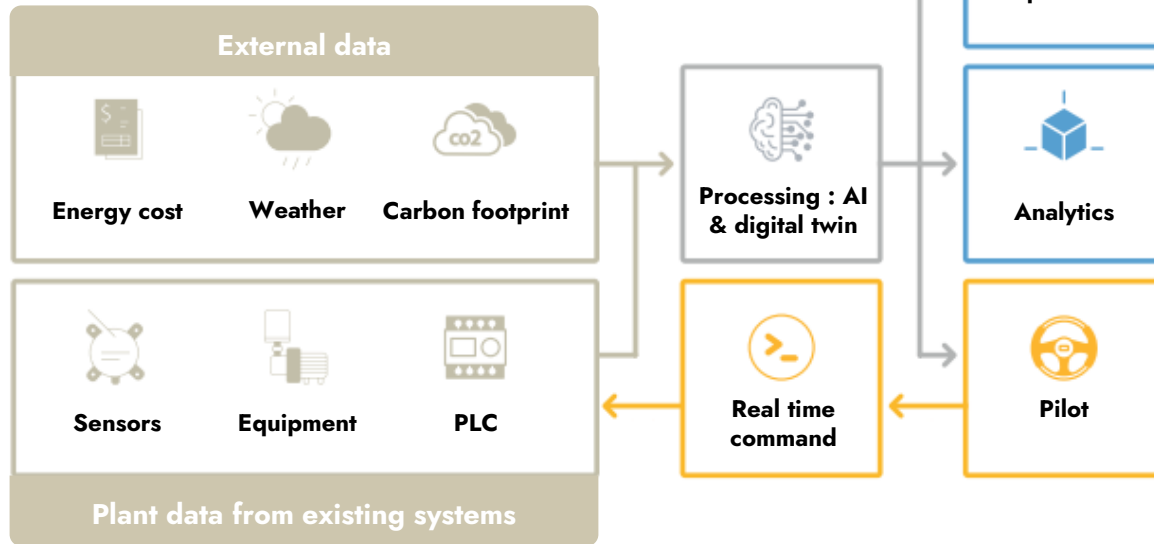 External data
$
co2
Energy cost
Weather
Carbon footprint
Processing : AI
& digital twin
Analytics
Sensors
Equipment
PLC
Real time
command
Pilot
Plant data from existing systems